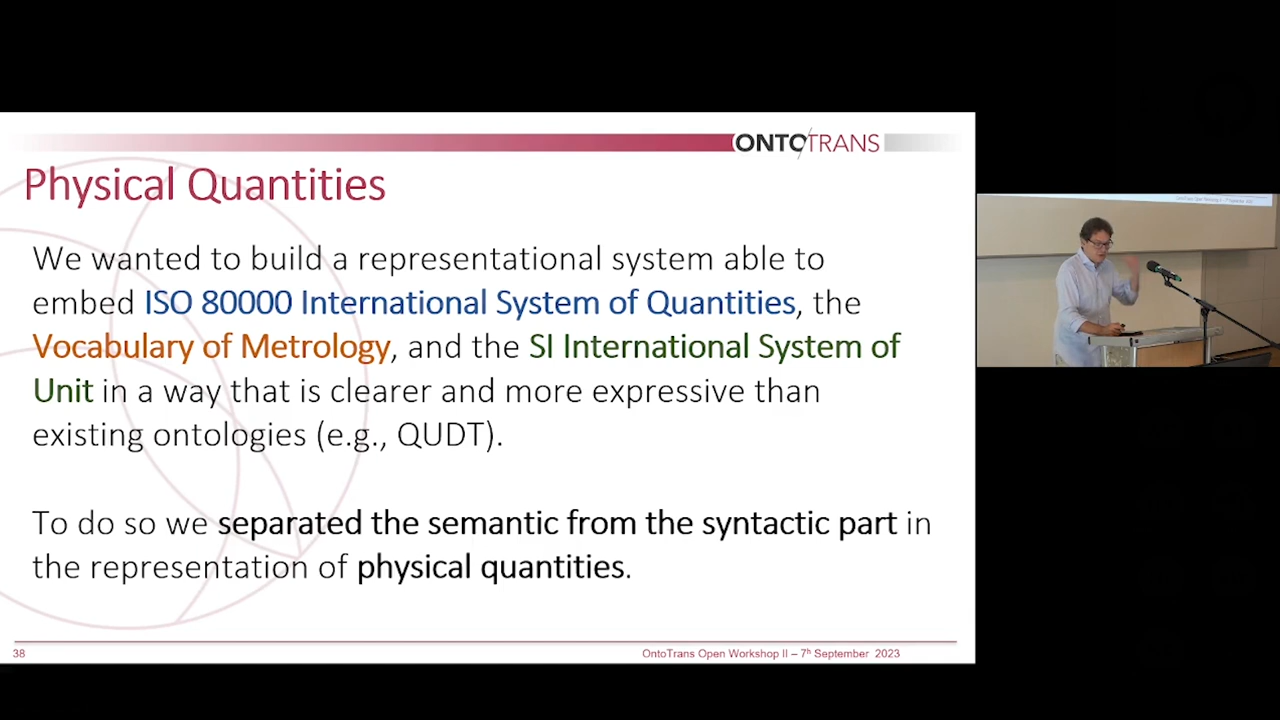 ONTOTRANS
Physical Quantities
We wanted to build a representational system able to
embed ISO 80000 International System of Quantities, the
Vocabulary of Metrology, and the SI International System of
Unit in a way that is clearer and more expressive than
existing ontologies (e.g., QUDT).
To do so we separated the semantic from the syntactic part in
the representation of physical quantities.
38
OntoTrans Open Workshop II – 7th September 2023